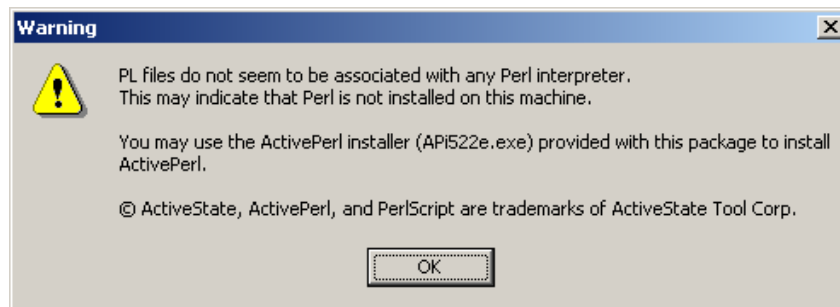 Warning
PL files do not seem to be associated with any Perl interpreter.
This may indicate that Perl is not installed on this machine.
You may use the ActivePerl installer (APi522e.exe) provided with this package to install
ActivePerl.
© ActiveState, ActivePerl, and PerlScript are trademarks of ActiveState Tool Corp.
OK